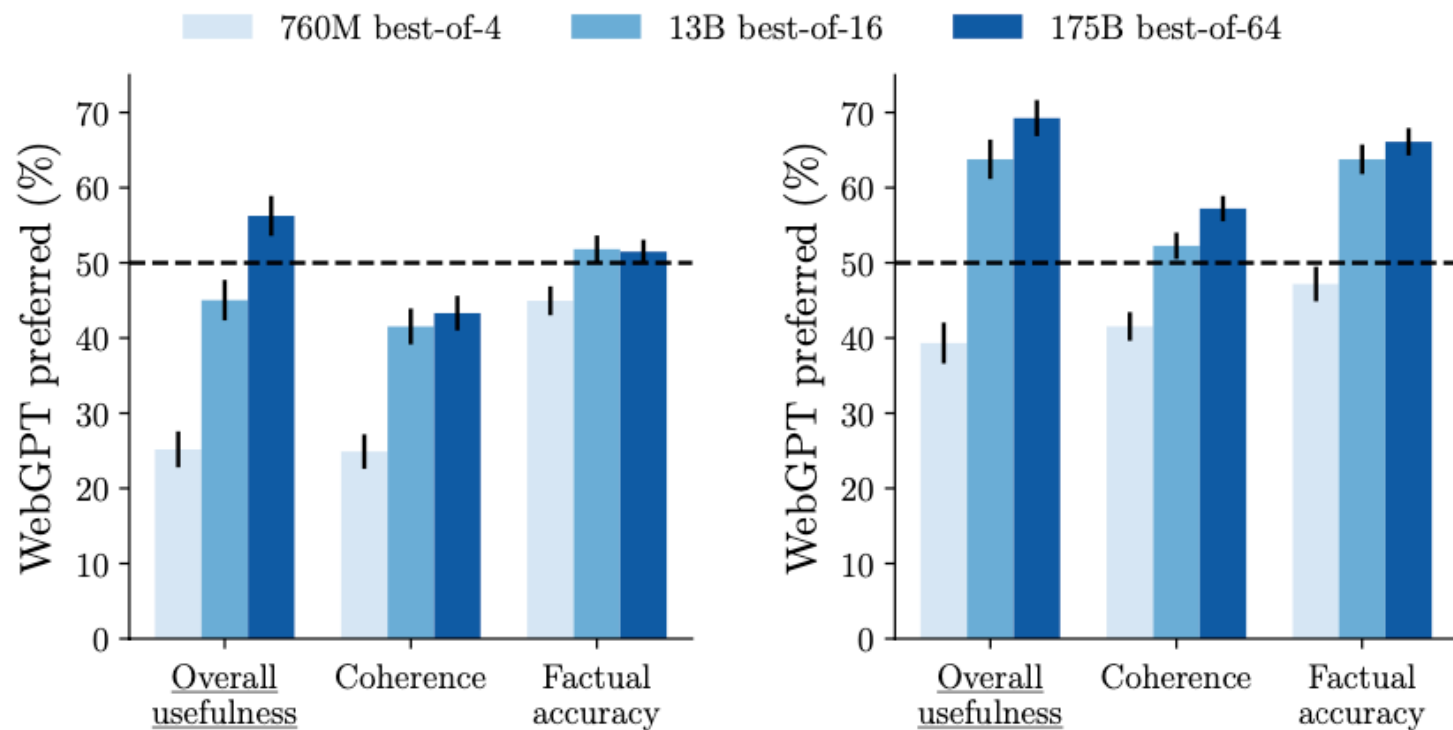 760M best-of-4 13B best-of-16 175B best-of-64
WebGPT preferred (%)
70
60
50
40
30
20
10
0
Overall usefulness
Coherence
Factual accuracy
WebGPT preferred (%)
70
60
50
40
30
20
10
0
Overall usefulness
Coherence
Factual accuracy